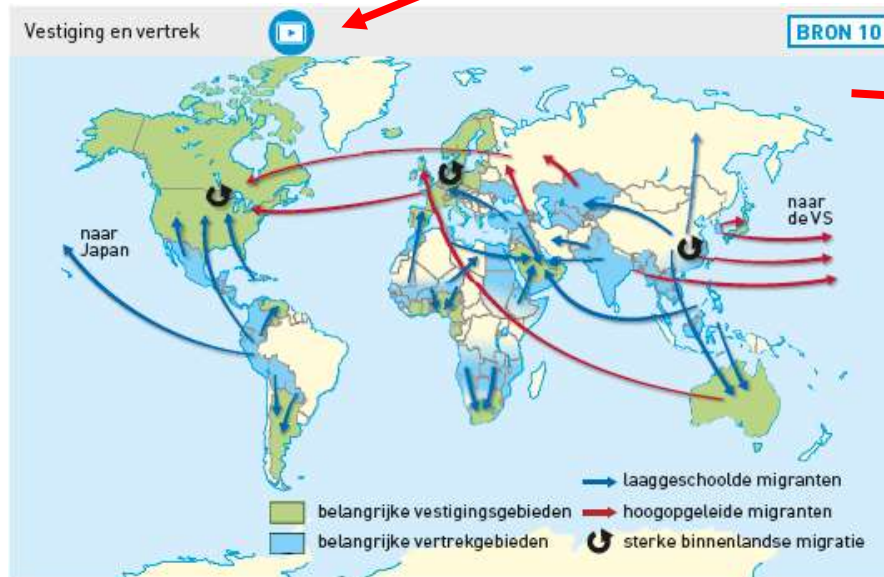 Vestiging en vertrek
BRON 10
naar
Japan
naar
de VS
laaggeschoolde migranten
belangrijke vestigingsgebieden
hoogopgeleide migranten
belangrijke vertrekgebieden
sterke binnenlandse migratie